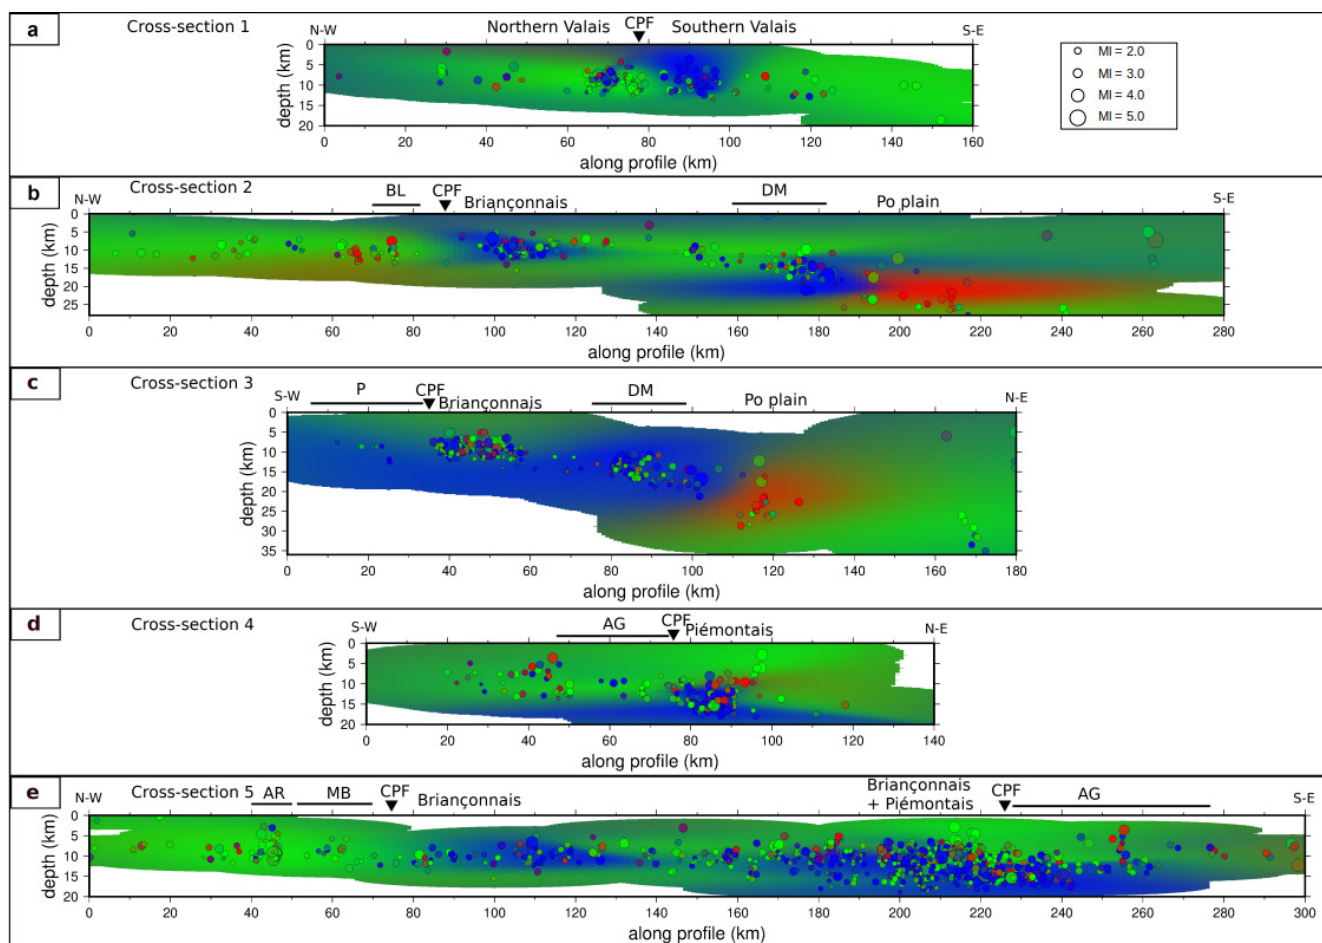 a
Cross-section 1
N-W
Northern Valais
CPF
Southern Valais
S-E
depth (km)
0
5
10
15
20
0 20 40 60 80 100 120 140 160
along profile (km)
Ml = 2.0
Ml = 3.0
Ml = 4.0
Ml = 5.0
b
Cross-section 2
N-W
BL
CPF
Briançonnais
DM
Po plain
S-E
depth (km)
0
5
10
15
20
25
0 20 40 60 80 100 120 140 160 180 200 220 240 260 280
along profile (km)
c
Cross-section 3
S-W
P
CPF
Briançonnais
DM
Po plain
N-E
depth (km)
0
5
10
15
20
25
30
35
0 20 40 60 80 100 120 140 160 180
along profile (km)
d
Cross-section 4
S-W
AG
CPF
Piémontais
N-E
depth (km)
0
5
10
15
20
0 20 40 60 80 100 120 140
along profile (km)
e
Cross-section 5
N-W
AR
MB
CPF
Briançonnais
Briançonnais
+ Piémontais
CPF
AG
S-E
depth (km)
0
5
10
15
20
0 20 40 60 80 100 120 140 160 180 200 220 240 260 280 300
along profile (km)